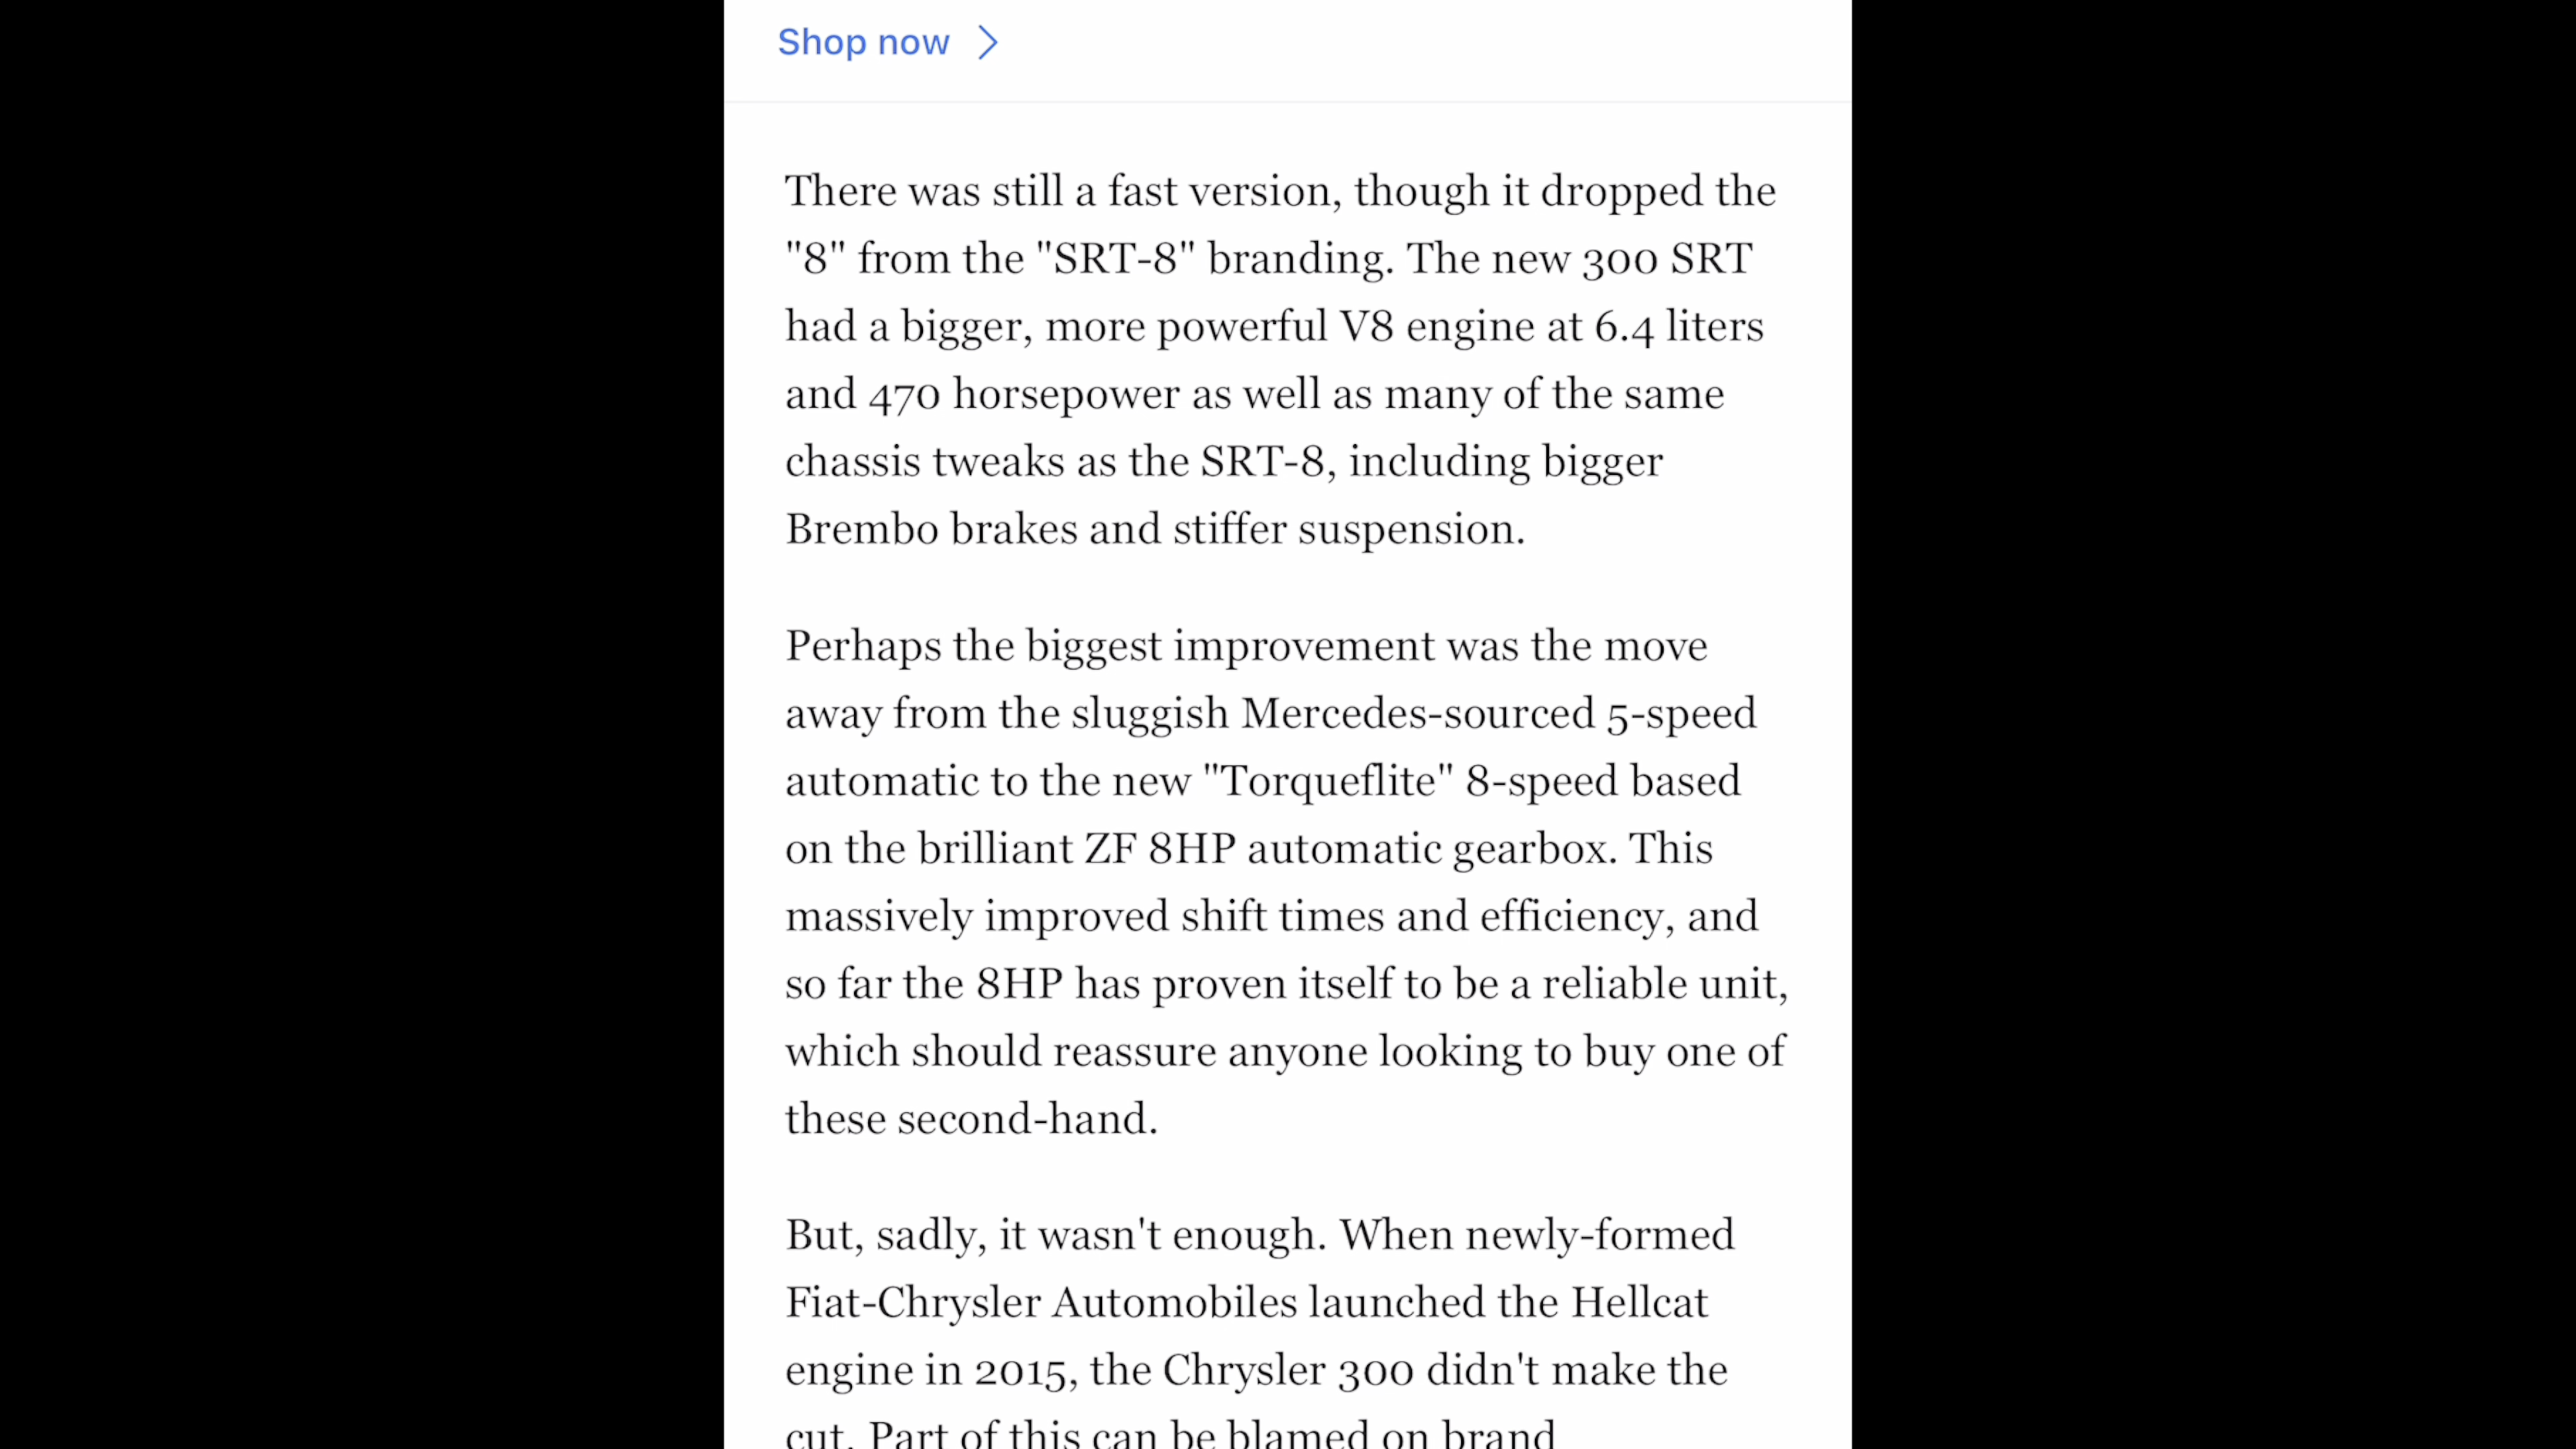 Shop now
There was still a fast version, though it dropped the
"8" from the "SRT-8" branding. The new 300 SRT
had a bigger, more powerful V8 engine at 6.4 liters
and 470 horsepower as well as many of the same
chassis tweaks as the SRT-8, including bigger
Brembo brakes and stiffer suspension.
Perhaps the biggest improvement was the move
away from the sluggish Mercedes-sourced 5-speed
automatic to the new "Torqueflite" 8-speed based
on the brilliant ZF 8HP automatic gearbox. This
massively improved shift times and efficiency, and
so far the 8HP has proven itself to be a reliable unit,
which should reassure anyone looking to buy one of
these second-hand.
But, sadly, it wasn't enough. When newly-formed
Fiat-Chrysler Automobiles launched the Hellcat
engine in 2015, the Chrysler 300 didn't make the
cut. Part of this can be blamed on brand